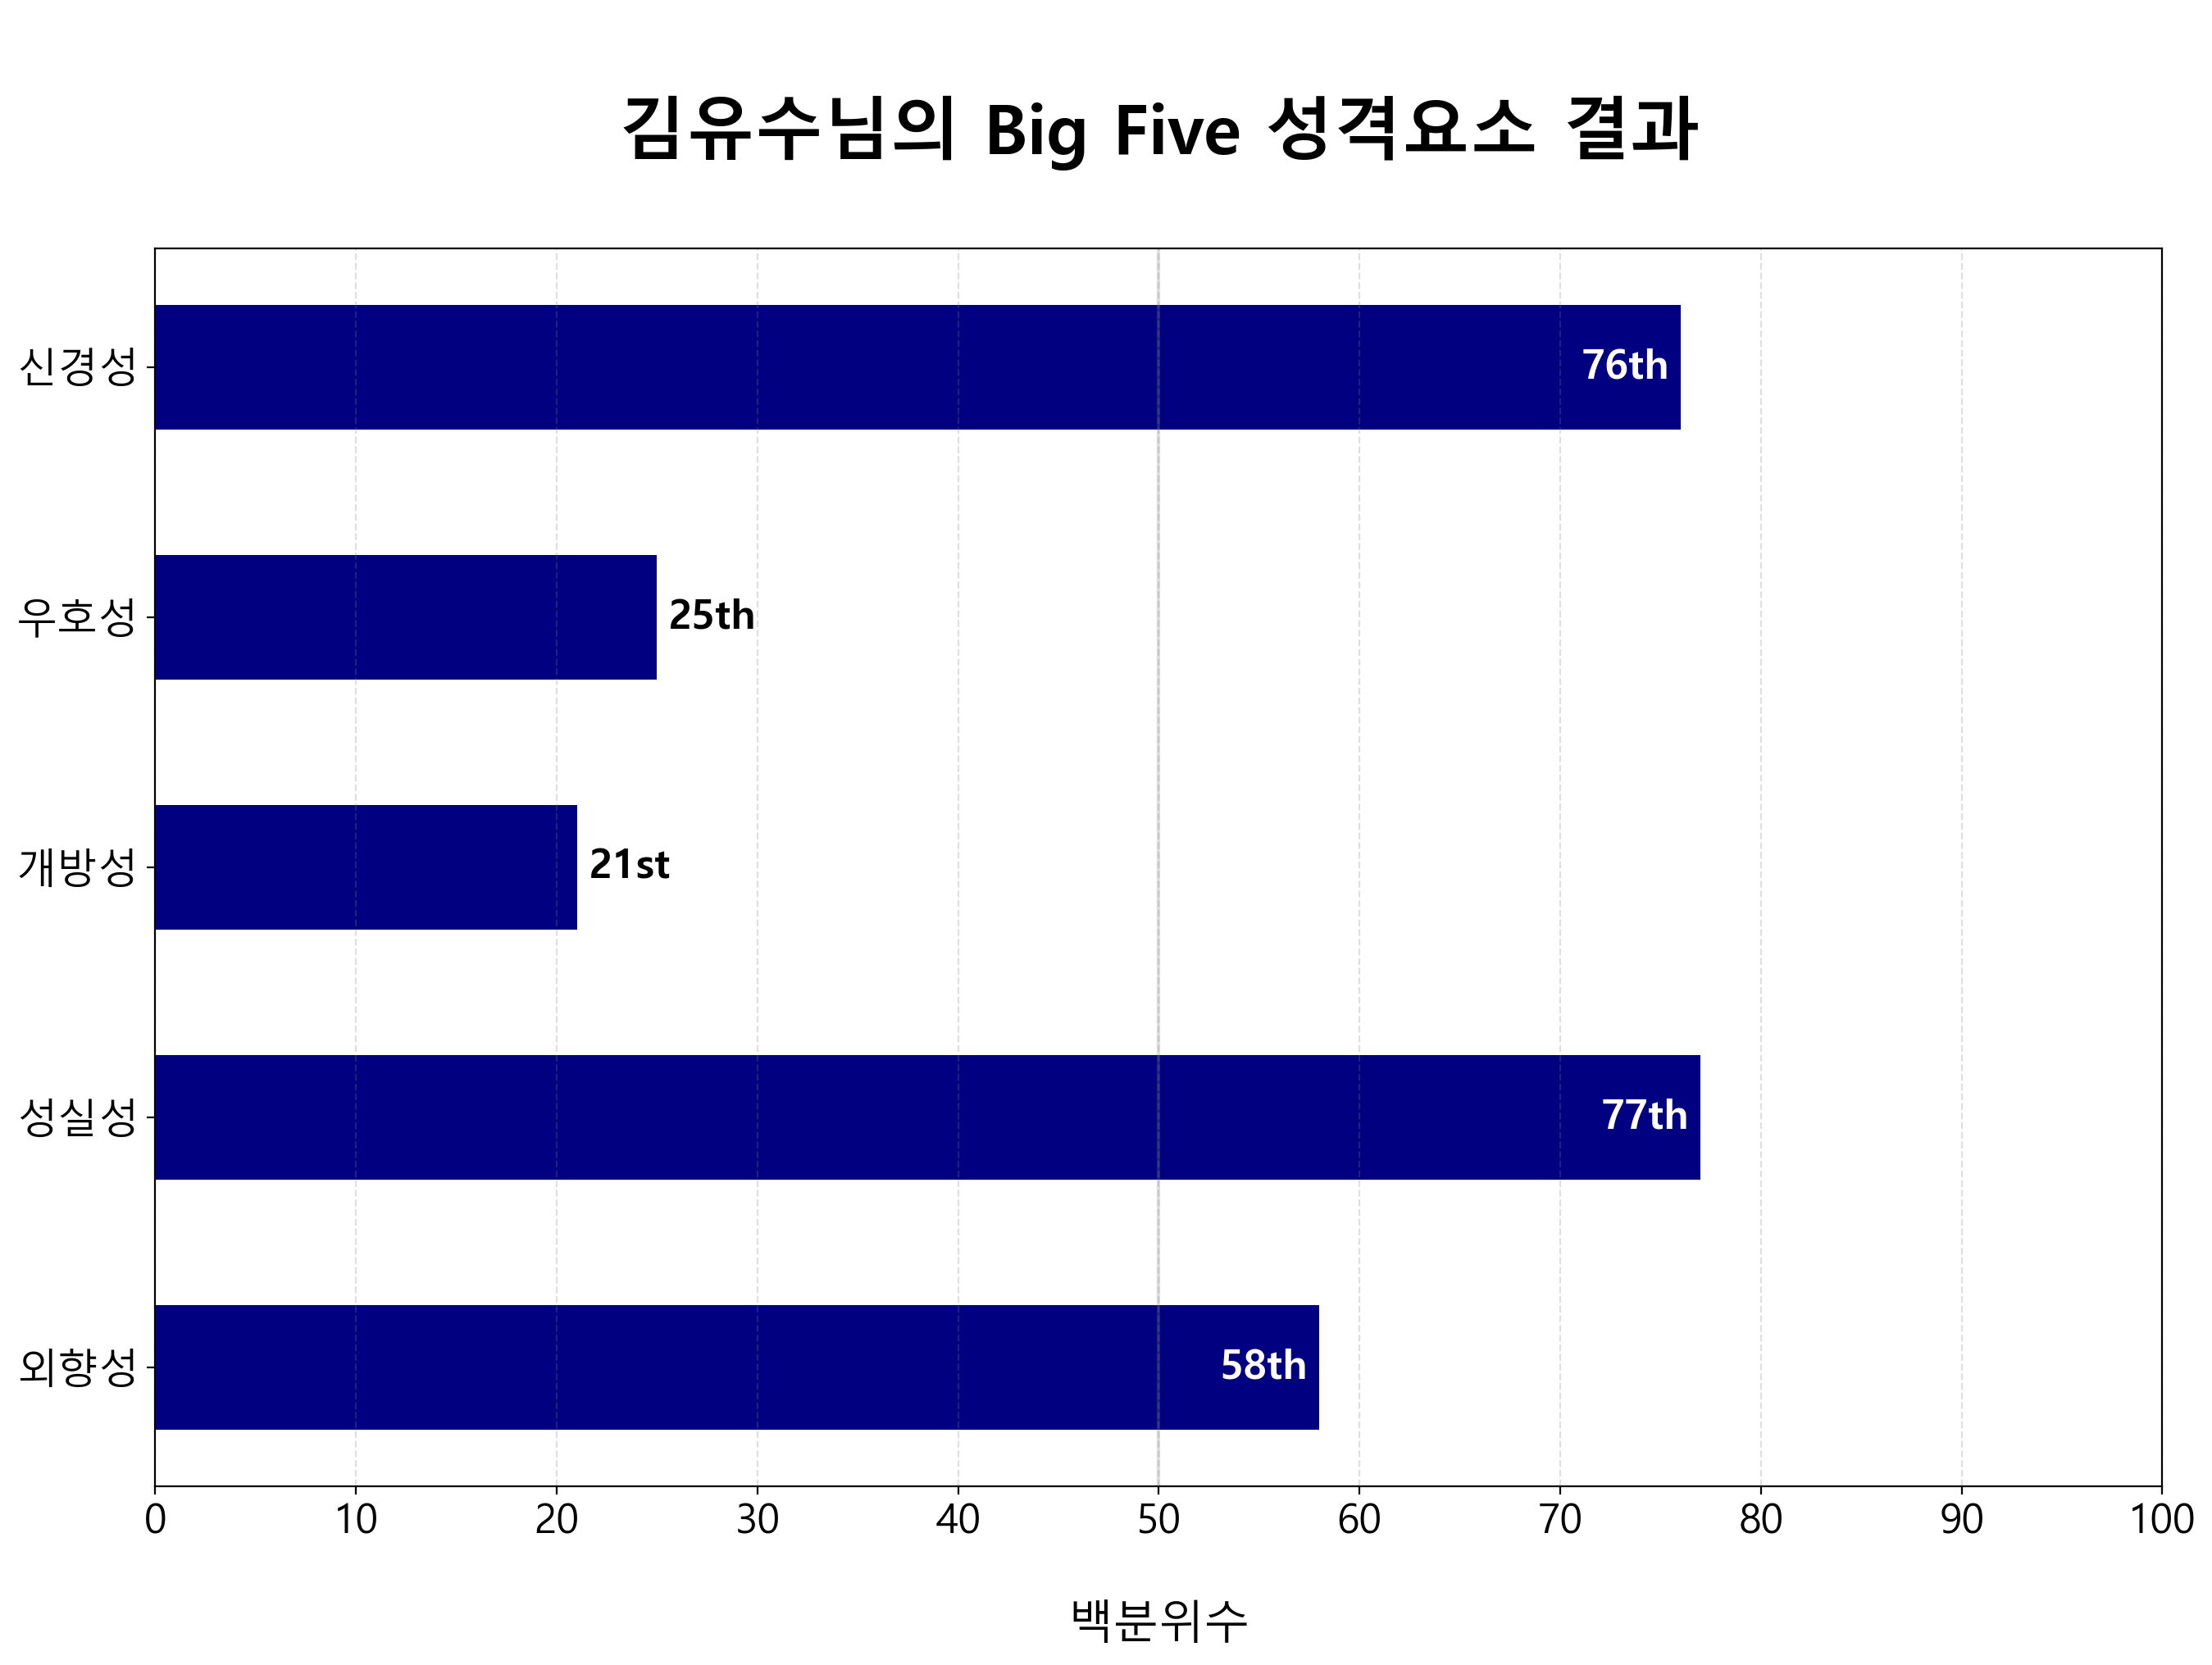 김유수님의 Big Five 성격요소 결과
신경성 76th
우호성 25th
개방성 21st
성실성 77th
외향성 58th
0 10 20 30 40 50 60 70 80 90 100
백분위수